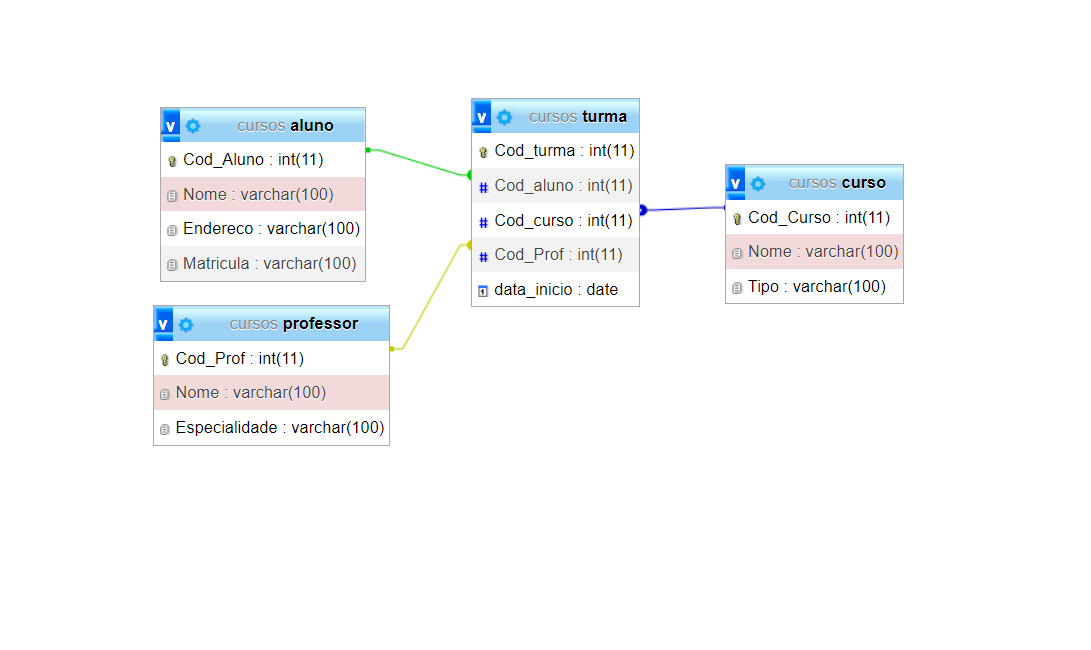 v cursos aluno
Cod_Aluno : int(11)
Nome : varchar(100)
Endereco : varchar(100)
Matricula : varchar(100)
v cursos professor
Cod_Prof : int(11)
Nome : varchar(100)
Especialidade : varchar(100)
v cursos turma
Cod_turma : int(11)
# Cod_aluno : int(11)
# Cod_curso : int(11)
# Cod_Prof : int(11)
data_inicio : date
v cursos curso
Cod_Curso : int(11)
Nome : varchar(100)
Tipo : varchar(100)